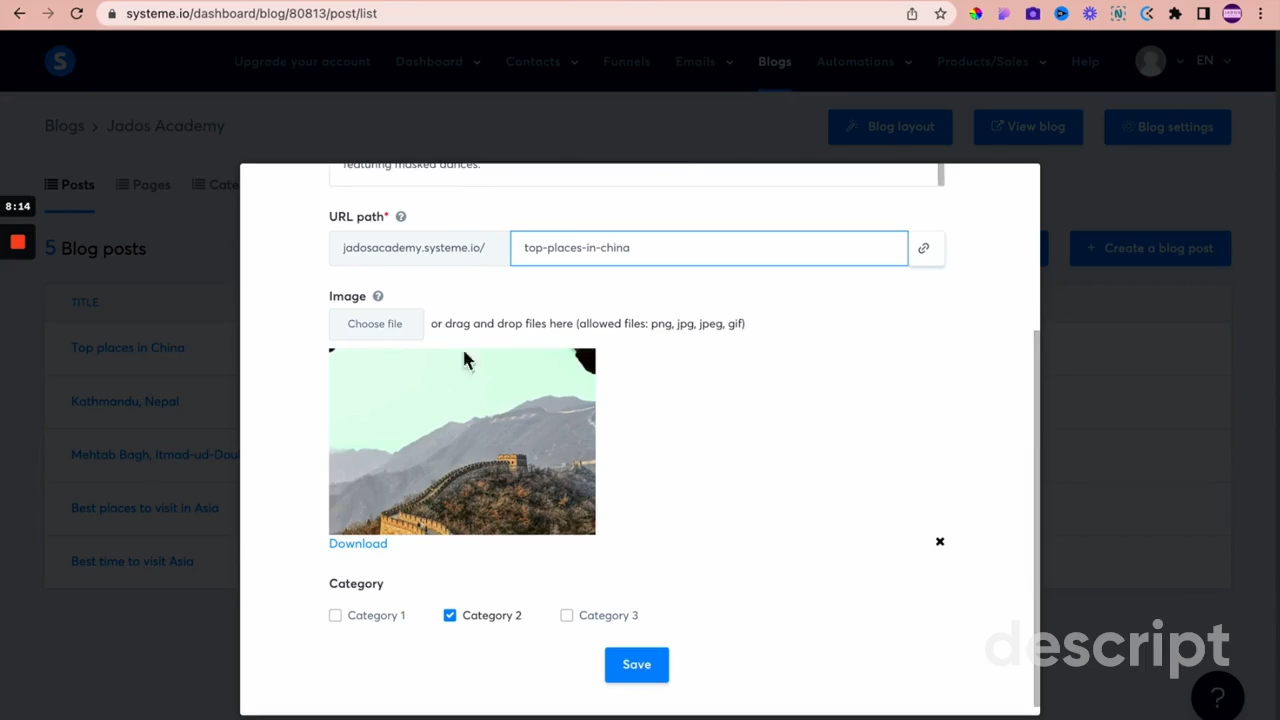 systeme.io/dashboard/blog/80813/post/list
S
Upgrade your account
Dashboard
Contacts
Funnels
Emails
Blogs
Automations
Products/Sales
Help
EN
Blogs > Jados Academy
Blog layout
View blog
Blog settings
Posts
Pages
Cate
8:14
5 Blog posts
+ Create a blog post
TITLE
Top places in China
Kathmandu, Nepal
Mehtab Bagh, Itmad-ud-Dou
Best places to visit in Asia
Best time to visit Asia
featuring masked dances.
URL path* ?
jadosacademy.systeme.io/
top-places-in-china
Image ?
Choose file
or drag and drop files here (allowed files: png, jpg, jpeg, gif)
Download
Category
Category 1
Category 2
Category 3
Save
descript
?